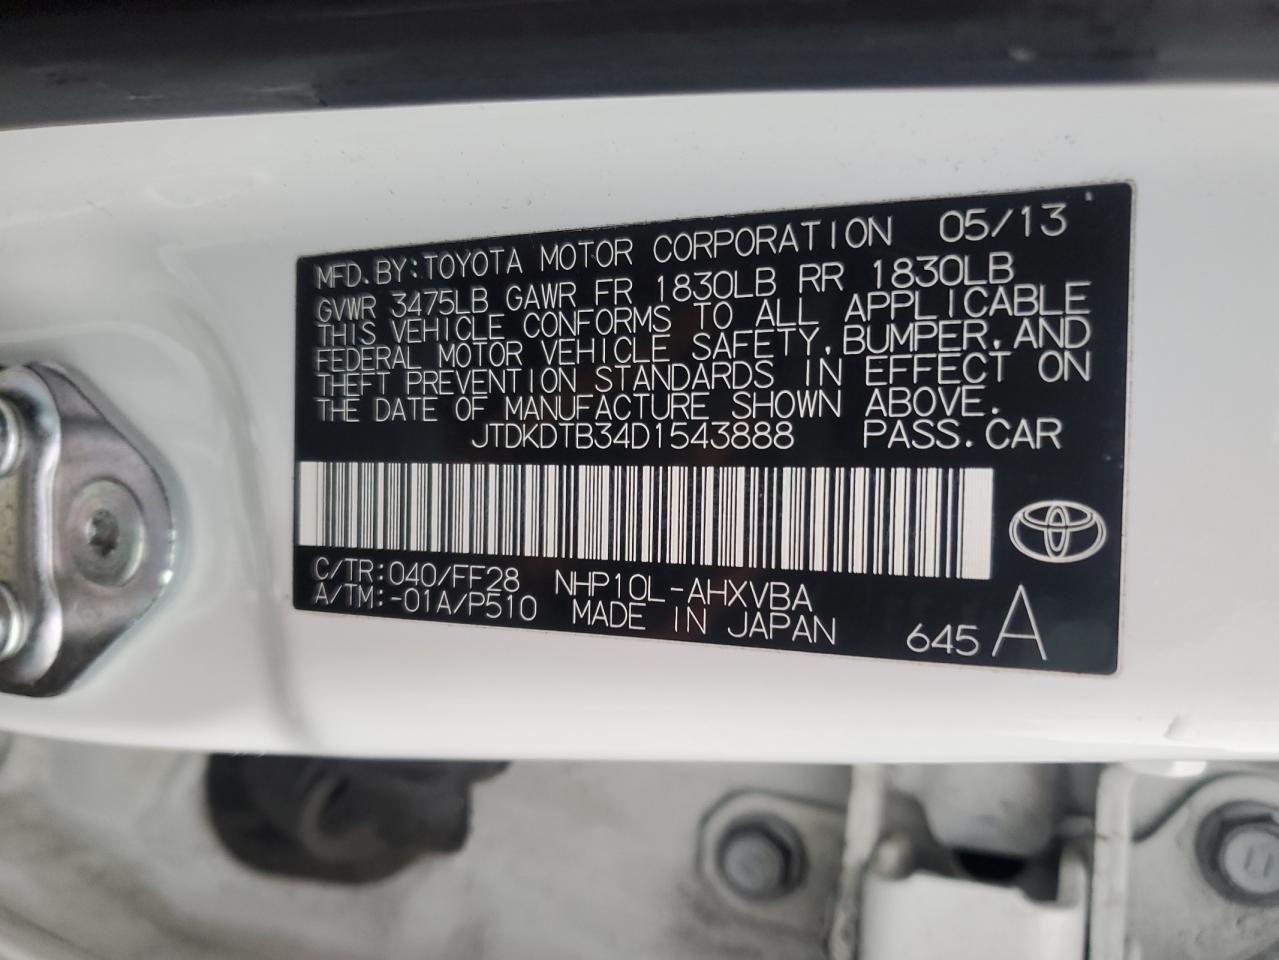 MFD.BY:TOYOTA MOTOR CORPORATION 05/13
GVWR 3475LB GAWR FR 1830LB RR 1830LB
THIS VEHICLE CONFORMS TO ALL APPLICABLE
FEDERAL MOTOR VEHICLE SAFETY,BUMPER,AND
THEFT PREVENTION STANDARDS IN EFFECT ON
THE DATE OF MANUFACTURE SHOWN ABOVE.
JTDKDTB34D1543888 PASS.CAR
C/TR:040/FF28 NHP10L-AHXVBA
A/TM:-01A/P510 MADE IN JAPAN
645 A